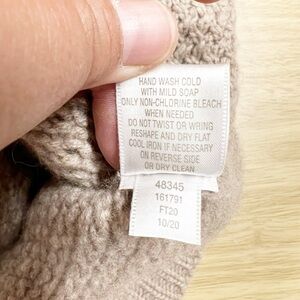 HAND WASH COLD
WITH MILD SOAP
ONLY NON-CHLORINE BLEACH
WHEN NEEDED
DO NOT TWIST OR WRING
RESHAPE AND DRY FLAT
COOL IRON IF NECESSARY
ON REVERSE SIDE
OR DRY CLEAN
48345
161791
FT20
10/20